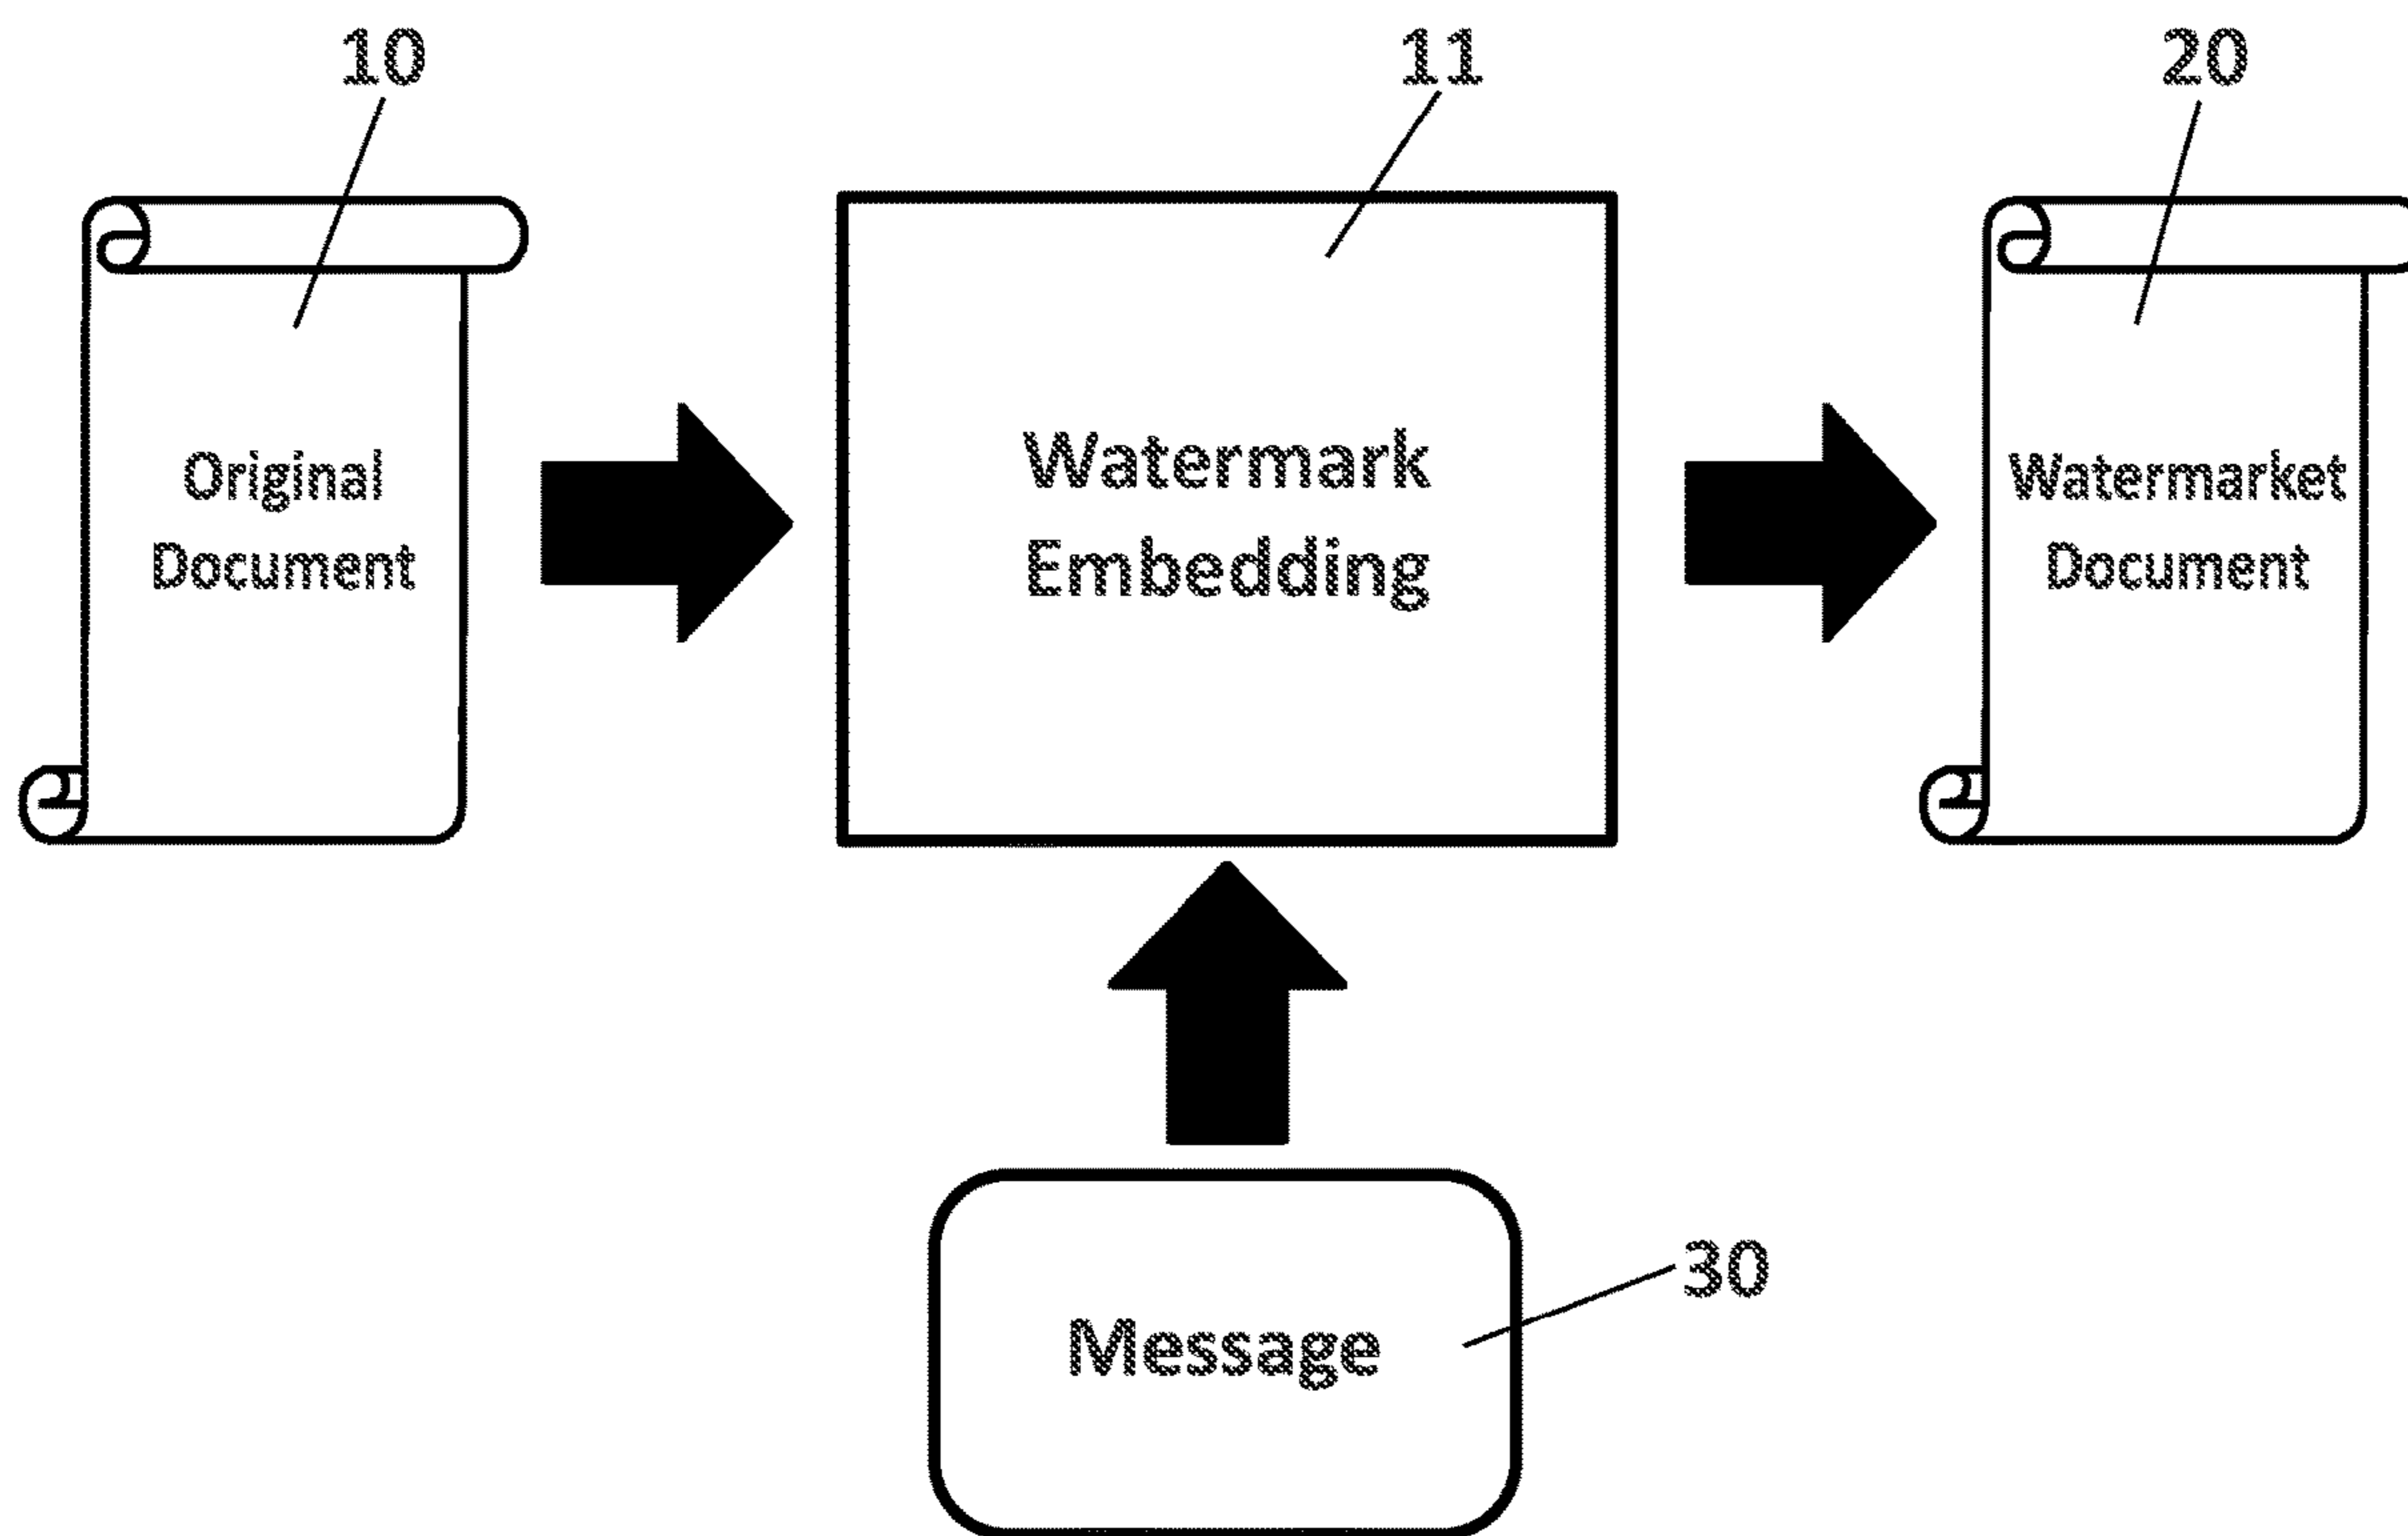 10
11
20
Original
Document
Watermark
Embedding
Watermarket
Document
30
Message